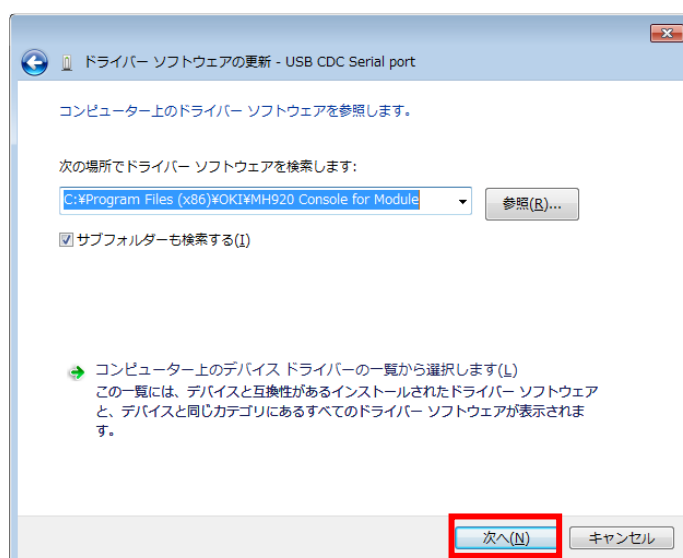 ドライバー ソフトウェアの更新 - USB CDC Serial port
コンピューター上のドライバー ソフトウェアを参照します。
次の場所でドライバー ソフトウェアを検索します:
C:¥Program Files (x86)¥OKI¥MH920 Console for Module
参照(R)...
サブフォルダーも検索する(I)
コンピューター上のデバイス ドライバーの一覧から選択します(L)
この一覧には、デバイスと互換性があるインストールされたドライバー ソフトウェア
と、デバイスと同じカテゴリにあるすべてのドライバー ソフトウェアが表示されま
す。
次へ(N)
キャンセル